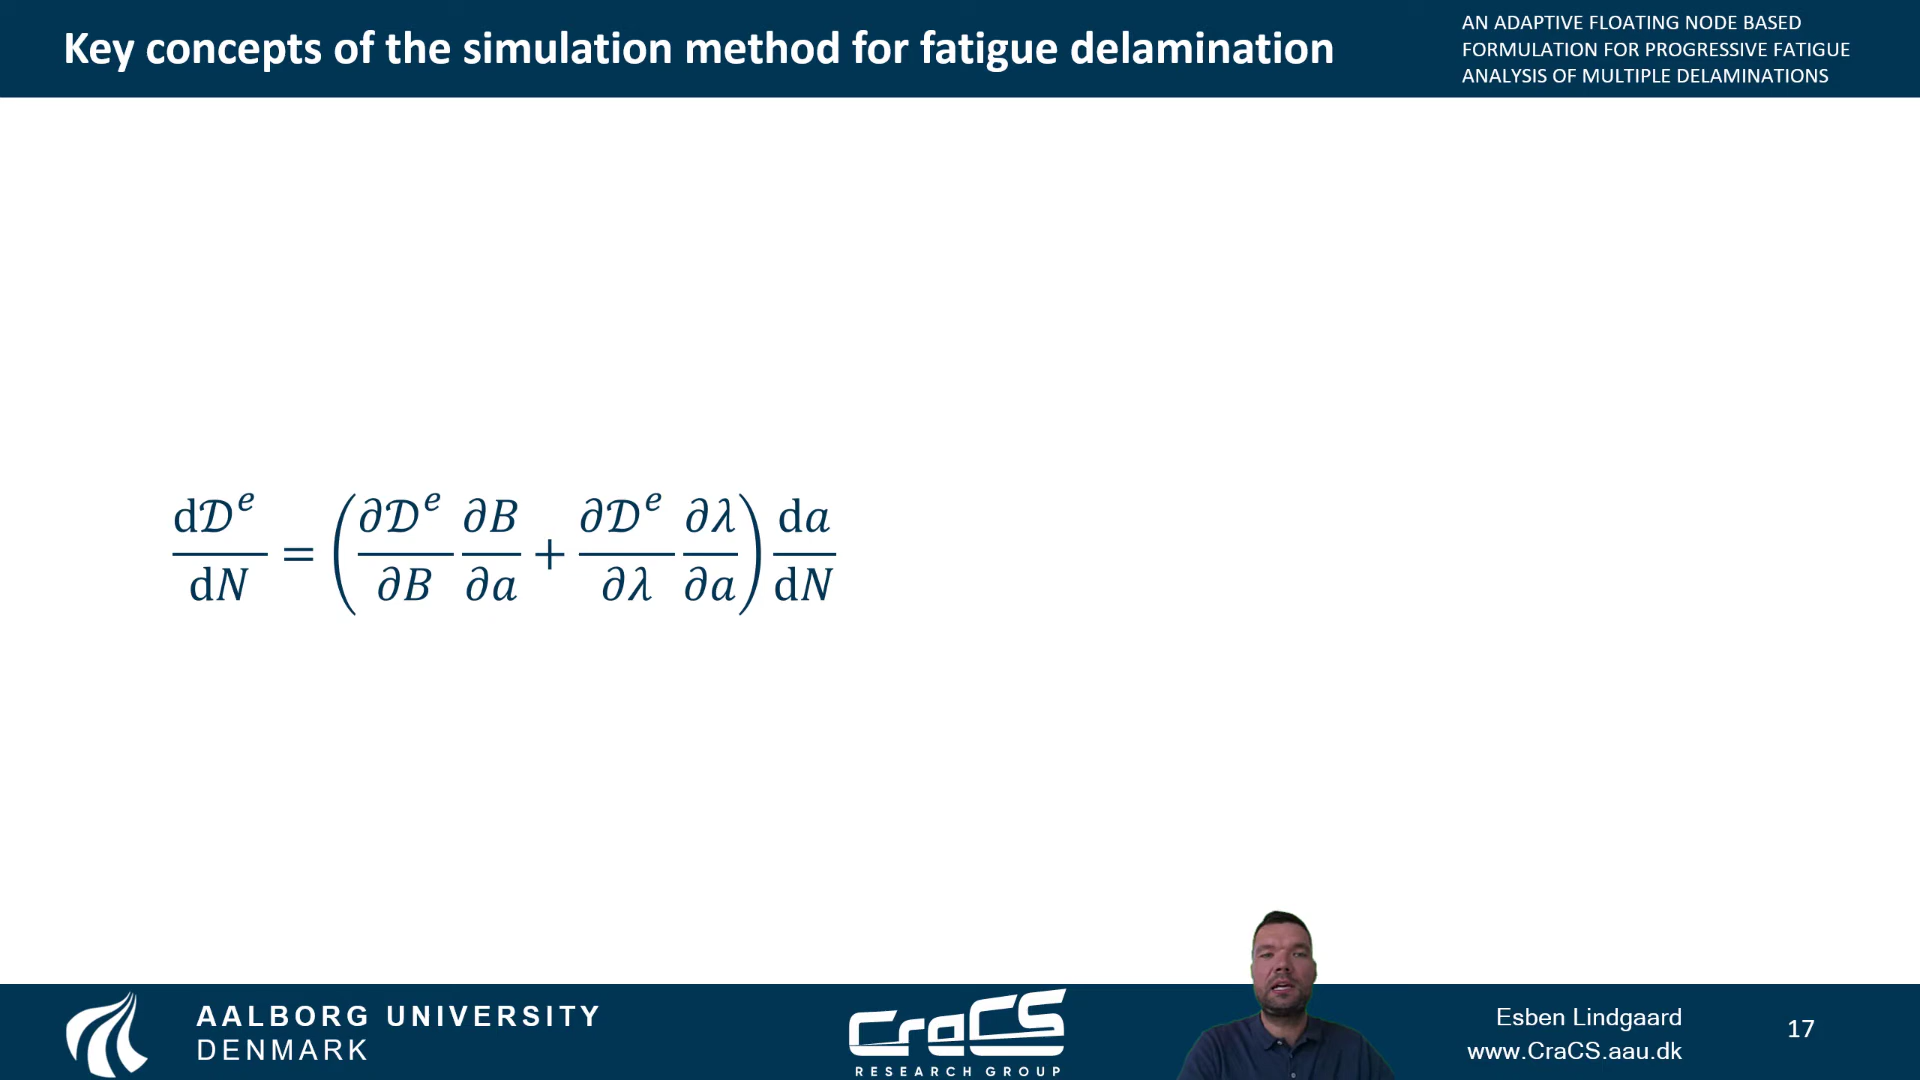 Key concepts of the simulation method for fatigue delamination
AN ADAPTIVE FLOATING NODE BASED
FORMULATION FOR PROGRESSIVE FATIGUE
ANALYSIS OF MULTIPLE DELAMINATIONS
d𝒟^e/dN = (∂𝒟^e/∂B ∂B/∂a + ∂𝒟^e/∂λ ∂λ/∂a) da/dN
AALBORG UNIVERSITY
DENMARK
CraCS
RESEARCH GROUP
Esben Lindgaard
www.CraCS.aau.dk
17